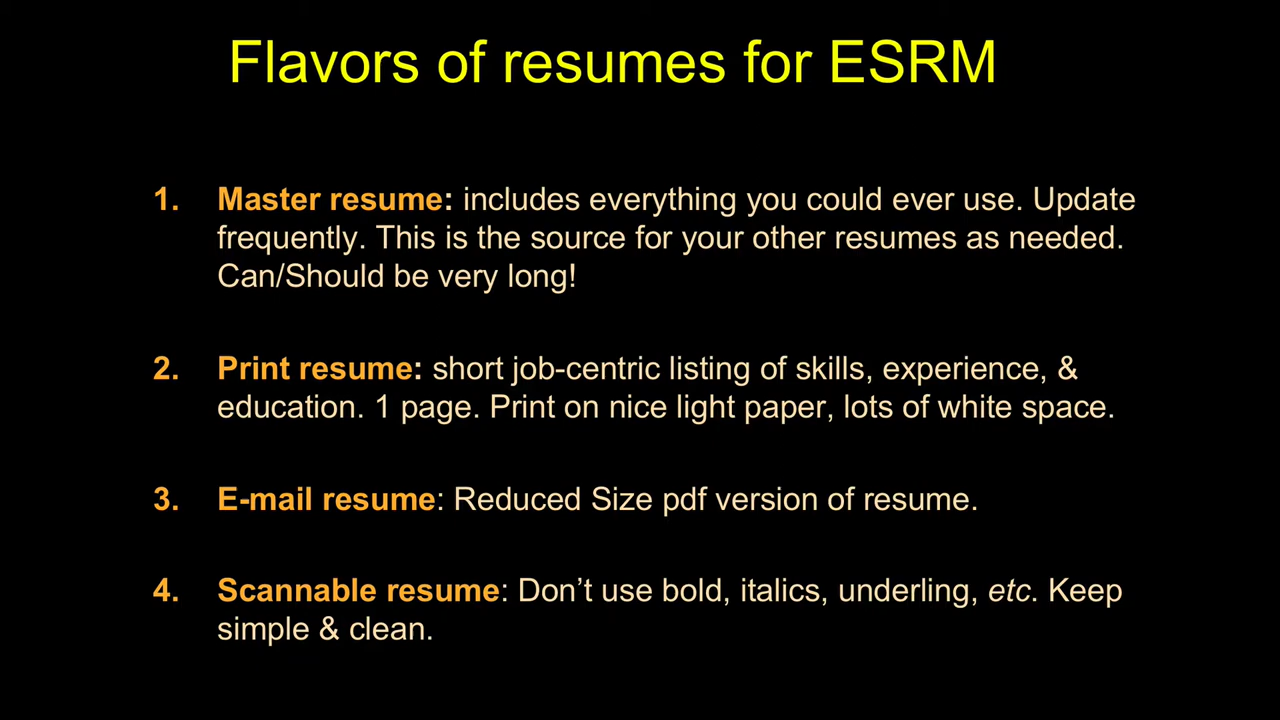 Flavors of resumes for ESRM
1. Master resume: includes everything you could ever use. Update
frequently. This is the source for your other resumes as needed.
Can/Should be very long!
2. Print resume: short job-centric listing of skills, experience, &
education. 1 page. Print on nice light paper, lots of white space.
3. E-mail resume: Reduced Size pdf version of resume.
4. Scannable resume: Don’t use bold, italics, underling, etc. Keep
simple & clean.